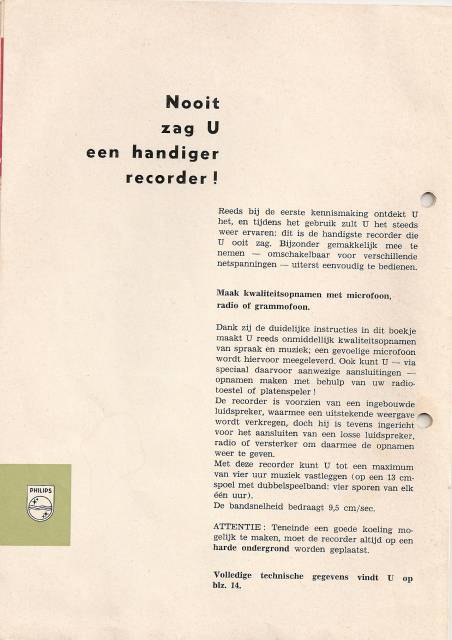 Nooit
zag U
een handiger
recorder!
Reeds bij de eerste kennismaking ontdekt U
het, en tijdens het gebruik zult U het steeds
weer ervaren: dit is de handigste recorder die
U ooit zag. Bijzonder gemakkelijk mee te
nemen — omschakelbaar voor verschillende
netspanningen — uiterst eenvoudig te bedienen.
Maak kwaliteitsopnamen met microfoon,
radio of grammofoon.
Dank zij de duidelijke instructies in dit boekje
maakt U reeds onmiddellijk kwaliteitsopnamen
van spraak en muziek; een gevoelige microfoon
wordt hiervoor meegeleverd. Ook kunt U — via
speciaal daarvoor aanwezige aansluitingen —
opnamen maken met behulp van uw radio-
toestel of platenspeler!
De recorder is voorzien van een ingebouwde
luidspreker, waarmee een uitstekende weergave
wordt verkregen, doch hij is tevens ingericht
voor het aansluiten van een losse luidspreker,
radio of versterker om daarmee de opnamen
weer te geven.
Met deze recorder kunt U tot een maximum
van vier uur muziek vastleggen (op een 13 cm-
spoel met dubbelspeelband: vier sporen van elk
één uur).
De bandsnelheid bedraagt 9,5 cm/sec.
ATTENTIE: Teneinde een goede koeling mo-
gelijk te maken, moet de recorder altijd op een
harde ondergrond worden geplaatst.
Volledige technische gegevens vindt U op
blz. 14.
PHILIPS